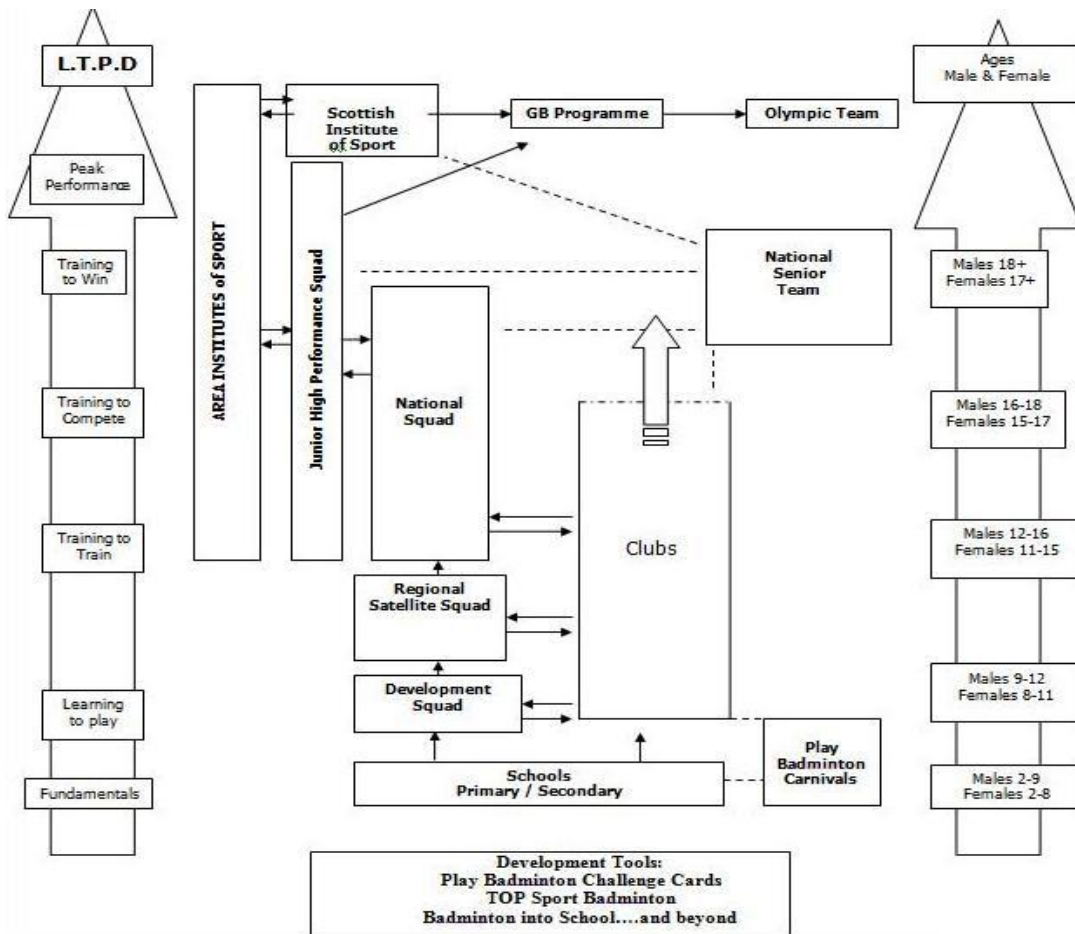 L.T.P.D
Peak
Performance
Training
to Win
Training to
Compete
Training to
Train
Learning
to play
Fundamentals
AREA INSTITUTES of SPORT
Scottish
Institute
of Sport
GB Programme
Olympic Team
Junior High Performance Squad
National
Squad
National
Senior
Team
Clubs
Regional
Satellite Squad
Development
Squad
Schools
Primary / Secondary
Play
Badminton
Carnivals
Ages
Male & Female
Males 18+
Females 17+
Males 16-18
Females 15-17
Males 12-16
Females 11-15
Males 9-12
Females 8-11
Males 2-9
Females 2-8
Development Tools:
Play Badminton Challenge Cards
TOP Sport Badminton
Badminton into School....and beyond